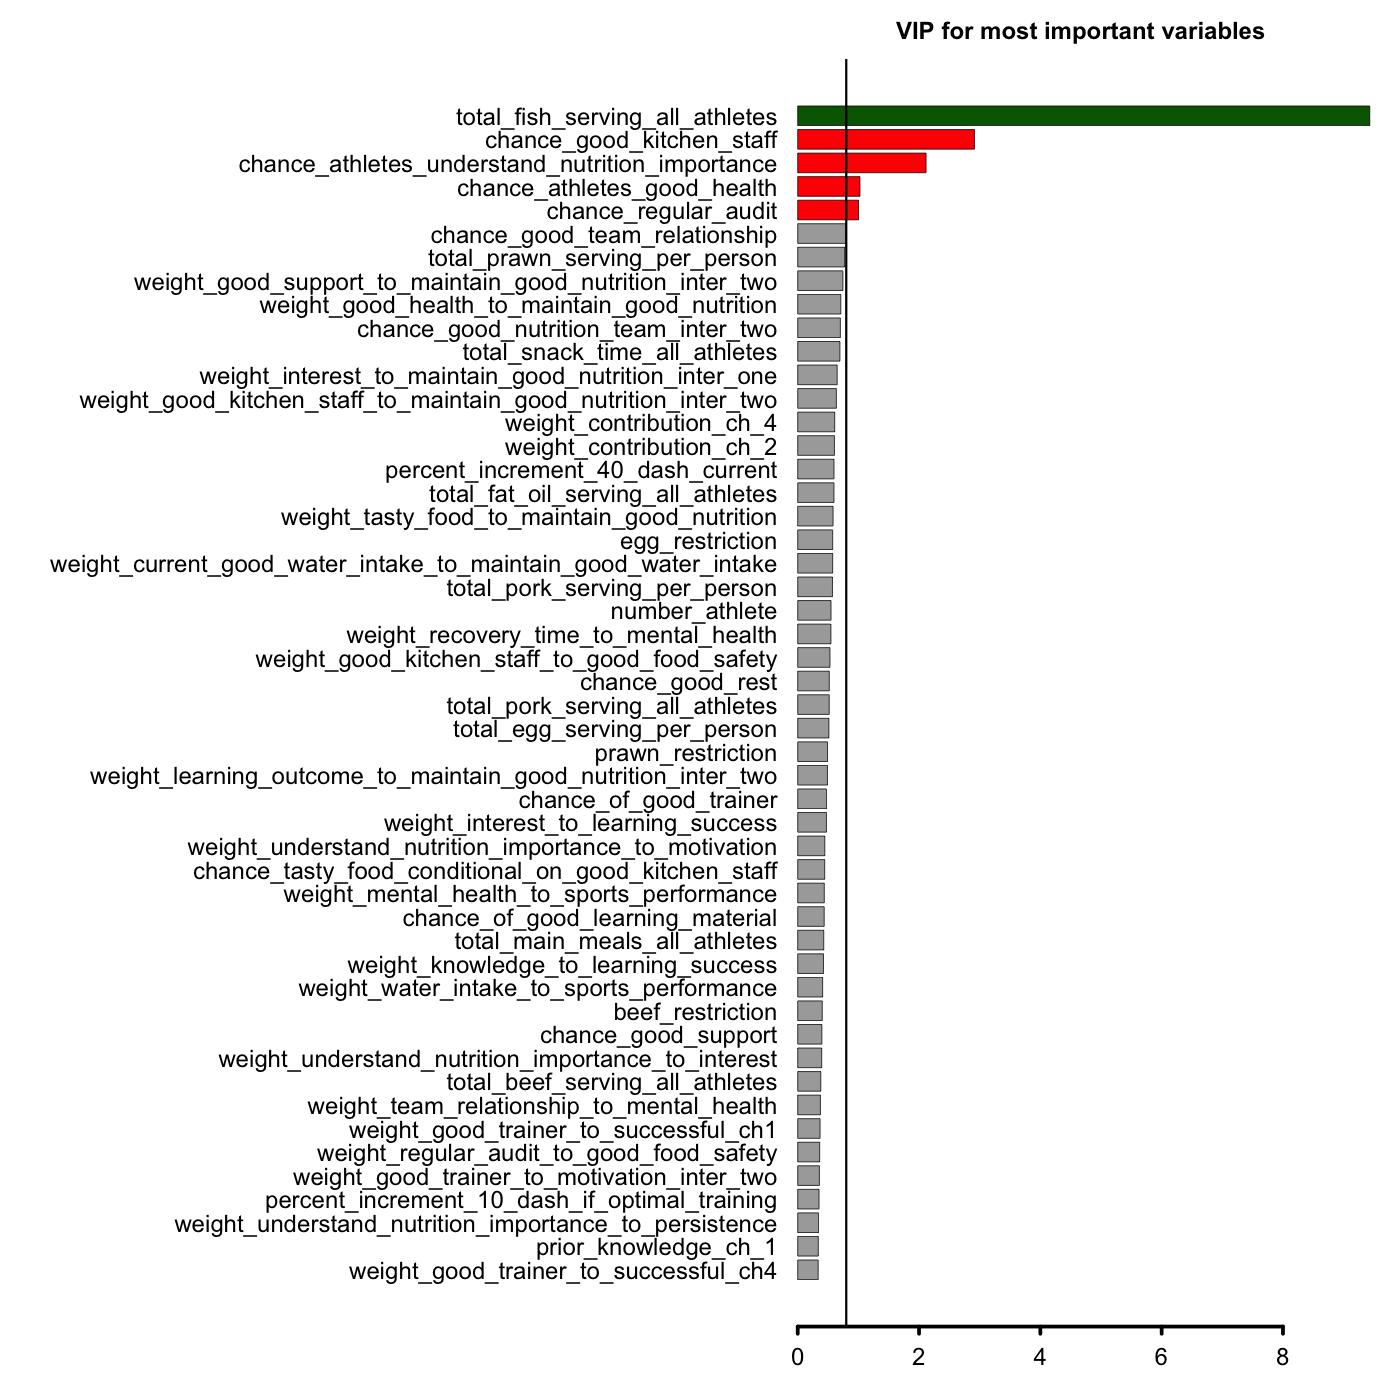 VIP for most important variables
total_fish_serving_all_athletes
chance_good_kitchen_staff
chance_athletes_understand_nutrition_importance
chance_athletes_good_health
chance_regular_audit
chance_good_team_relationship
total_prawn_serving_per_person
weight_good_support_to_maintain_good_nutrition_inter_two
weight_good_health_to_maintain_good_nutrition
chance_good_nutrition_team_inter_two
total_snack_time_all_athletes
weight_interest_to_maintain_good_nutrition_inter_one
weight_good_kitchen_staff_to_maintain_good_nutrition_inter_two
weight_contribution_ch_4
weight_contribution_ch_2
percent_increment_40_dash_current
total_fat_oil_serving_all_athletes
weight_tasty_food_to_maintain_good_nutrition
egg_restriction
weight_current_good_water_intake_to_maintain_good_water_intake
total_pork_serving_per_person
number_athlete
weight_recovery_time_to_mental_health
weight_good_kitchen_staff_to_good_food_safety
chance_good_rest
total_pork_serving_all_athletes
total_egg_serving_per_person
prawn_restriction
weight_learning_outcome_to_maintain_good_nutrition_inter_two
chance_of_good_trainer
weight_interest_to_learning_success
weight_understand_nutrition_importance_to_motivation
chance_tasty_food_conditional_on_good_kitchen_staff
weight_mental_health_to_sports_performance
chance_of_good_learning_material
total_main_meals_all_athletes
weight_knowledge_to_learning_success
weight_water_intake_to_sports_performance
beef_restriction
chance_good_support
weight_understand_nutrition_importance_to_interest
total_beef_serving_all_athletes
weight_team_relationship_to_mental_health
weight_good_trainer_to_successful_ch1
weight_regular_audit_to_good_food_safety
weight_good_trainer_to_motivation_inter_two
percent_increment_10_dash_if_optimal_training
weight_understand_nutrition_importance_to_persistence
prior_knowledge_ch_1
weight_good_trainer_to_successful_ch4
0 2 4 6 8